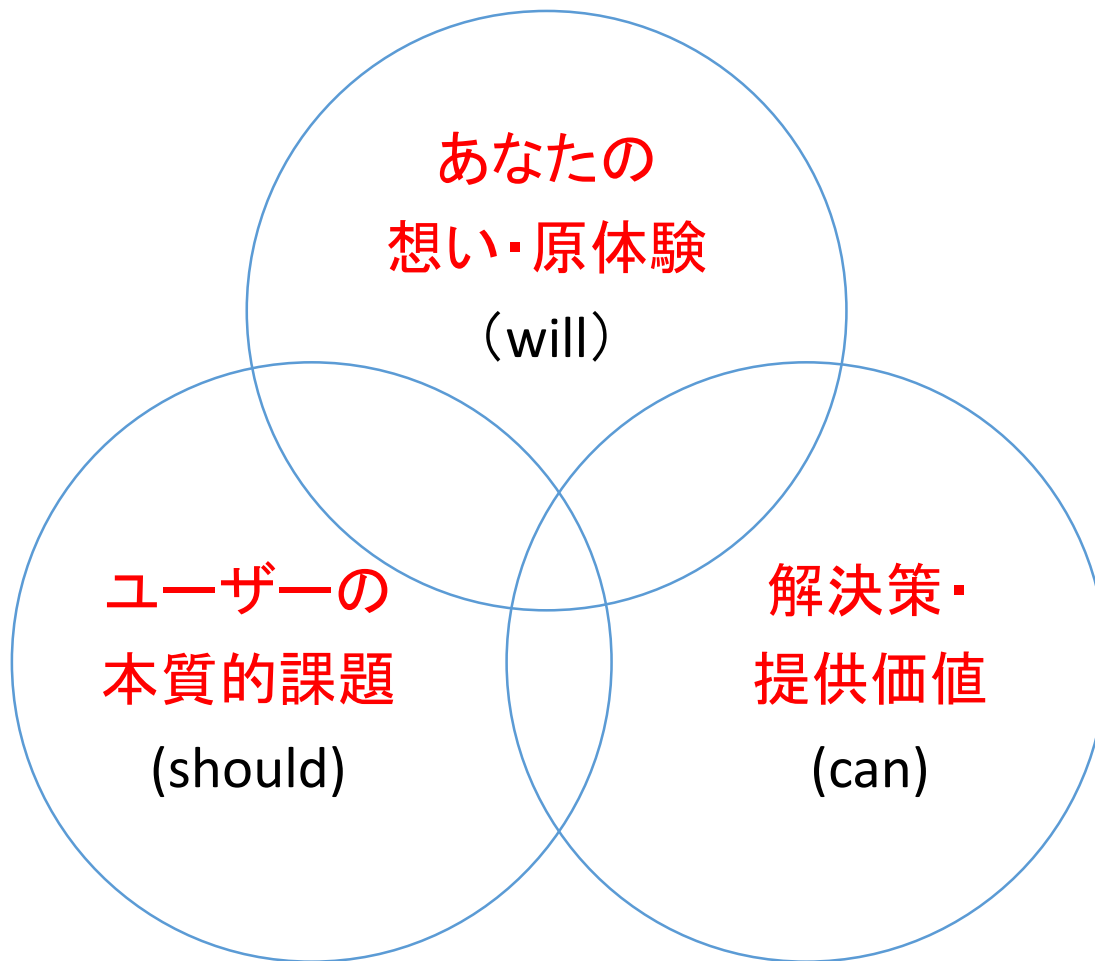 あなたの
想い・原体験
（will）
ユーザーの
本質的課題
(should)
解決策・
提供価値
(can)